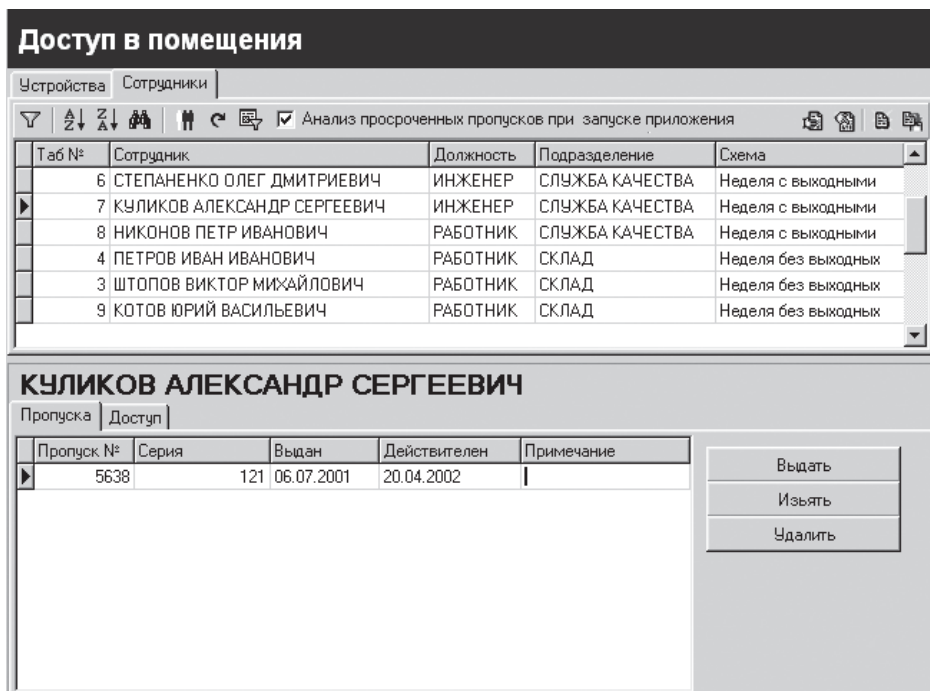 Доступ в помещения
Устройства Сотрудники
Анализ просроченных пропусков при запуске приложения
Таб № Сотрудник Должность Подразделение Схема
6 СТЕПАНЕНКО ОЛЕГ ДМИТРИЕВИЧ ИНЖЕНЕР СЛУЖБА КАЧЕСТВА Неделя с выходными
7 КУЛИКОВ АЛЕКСАНДР СЕРГЕЕВИЧ ИНЖЕНЕР СЛУЖБА КАЧЕСТВА Неделя с выходными
8 НИКОНОВ ПЕТР ИВАНОВИЧ РАБОТНИК СЛУЖБА КАЧЕСТВА Неделя с выходными
4 ПЕТРОВ ИВАН ИВАНОВИЧ РАБОТНИК СКЛАД Неделя без выходных
3 ШТОПОВ ВИКТОР МИХАЙЛОВИЧ РАБОТНИК СКЛАД Неделя без выходных
9 КОТОВ ЮРИЙ ВАСИЛЬЕВИЧ РАБОТНИК СКЛАД Неделя без выходных
КУЛИКОВ АЛЕКСАНДР СЕРГЕЕВИЧ
Пропуска Доступ
Пропуск № Серия Выдан Действителен Примечание
5638 121 06.07.2001 20.04.2002
Выдать
Изьять
Удалить